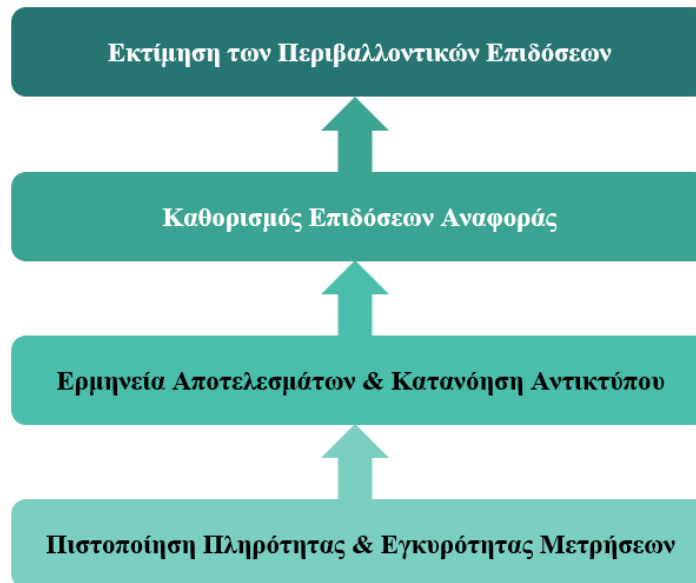 Εκτίμηση των Περιβαλλοντικών Επιδόσεων
Καθορισμός Επιδόσεων Αναφοράς
Ερμηνεία Αποτελεσμάτων & Κατανόηση Αντικτύπου
Πιστοποίηση Πληρότητας & Εγκυρότητας Μετρήσεων